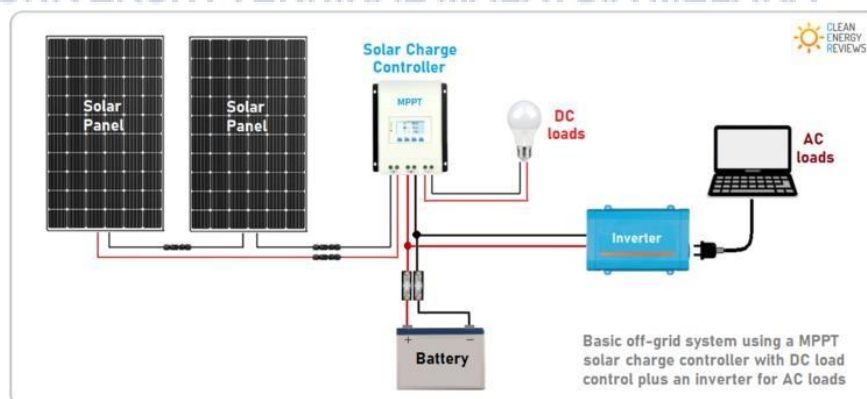 CLEAN
ENERGY
REVIEWS
Solar Charge
Controller
MPPT
Solar
Panel
Solar
Panel
DC
loads
AC
loads
Inverter
+
−
Battery
Basic off-grid system using a MPPT
solar charge controller with DC load
control plus an inverter for AC loads